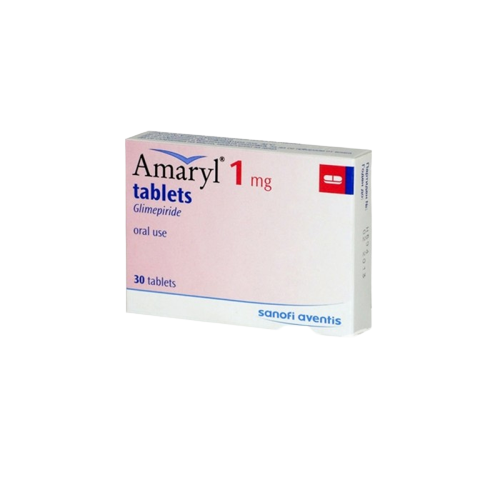 Amaryl® 1 mg
tablets
Glimepiride
oral use
30 tablets
sanofi aventis